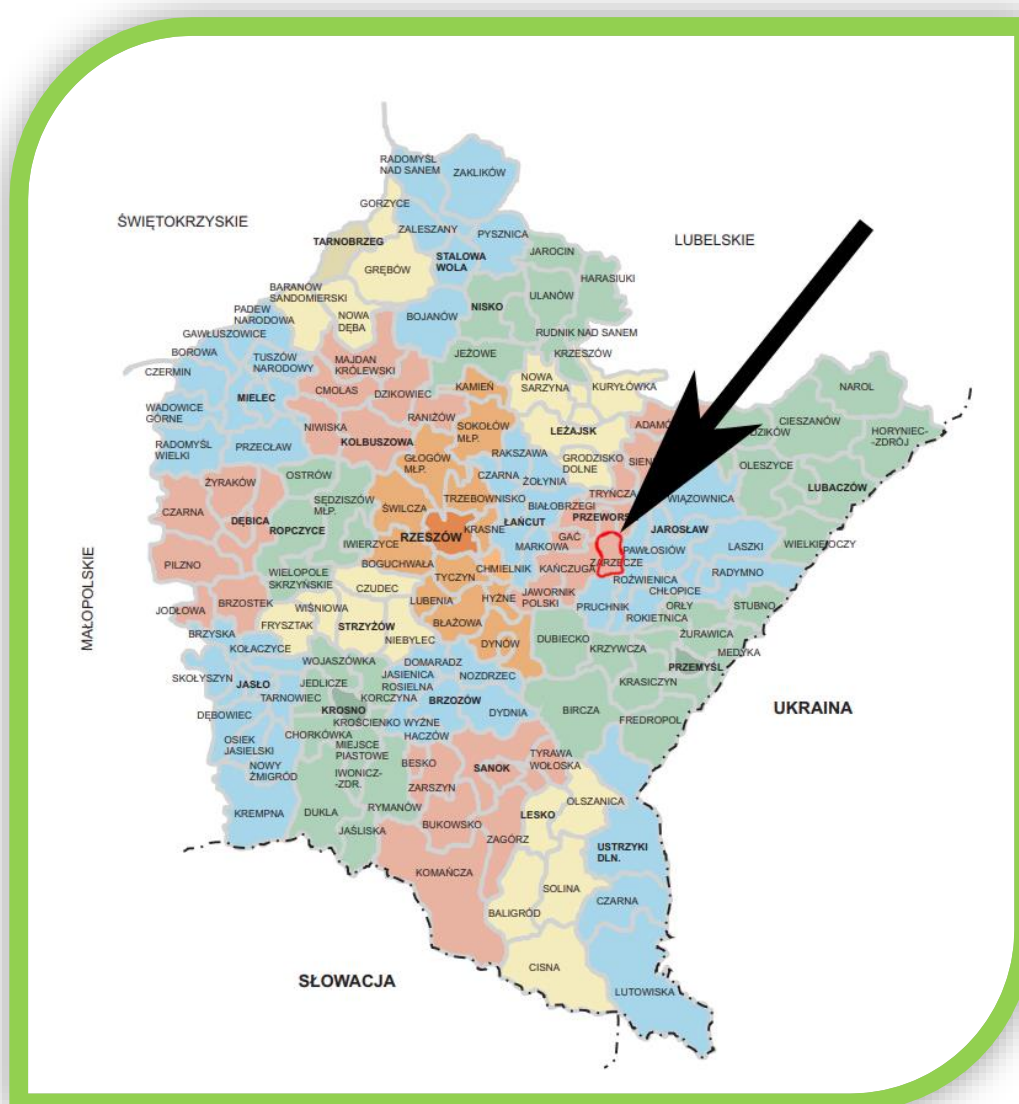 RADOMYŚL
NAD SANEM
ZAKLIKÓW
GORZYCE
ŚWIĘTOKRZYSKIE
ZALESZANY
PYSZNICA
TARNOBRZEG
LUBELSKIE
STALOWA
WOLA
JAROCIN
GRĘBÓW
HARASIUKI
BARANÓW
SANDOMIERSKI
ULANÓW
NISKO
PADEW
NARODOWA
NOWA
DĘBA
BOJANÓW
GAWŁUSZOWICE
RUDNIK NAD SANEM
KRZESZÓW
BOROWA
TUSZÓW
NARODOWY
MAJDAN
KRÓLEWSKI
JEŻOWE
CZERMIN
NOWA
SARZYNA
KURYŁÓWKA
KAMIEŃ
NAROL
CMOLAS
DZIKOWIEC
MIELEC
WADOWICE
GÓRNE
CIESZANÓW
RANIŻÓW
NIWISKA
SOKOŁÓW
MŁP.
LEŻAJSK
HORYNIEC-
-ZDRÓJ
KOLBUSZOWA
RADOMYŚL
WIELKI
PRZECŁAW
RAKSZAWA
GRODZISKO
DOLNE
GŁOGÓW
MŁP.
OLESZYCE
CZARNA
ŻOŁYNIA
OSTRÓW
ŻYRAKÓW
LUBACZÓW
TRYŃCZA
WIĄZOWNICA
SĘDZISZÓW
MŁP.
TRZEBOWNISKO
BIAŁOBRZEGI
CZARNA
ŚWILCZA
DĘBICA
ROPCZYCE
ŁAŃCUT
KRASNE
JAROSŁAW
RZESZÓW
GAĆ
IWIERZYCE
MARKOWA
PAWŁOSIÓW
LASZKI
WIELKIE OCZY
BOGUCHWAŁA
ZARZECZE
PILZNO
CHMIELNIK
KAŃCZUGA
WIELOPOLE
SKRZYŃSKIE
TYCZYN
RADYMNO
ROŹWIENICA
CZUDEC
CHŁOPICE
JAWORNIK
POLSKI
HYŻNE
LUBENIA
BRZOSTEK
JODŁOWA
WIŚNIOWA
PRUCHNIK
ORŁY
STUBNO
ROKIETNICA
BŁAŻOWA
FRYSZTAK
STRZYŻÓW
BRZYSKA
NIEBYLEC
DUBIECKO
ŻURAWICA
DYNÓW
KRZYWCZA
KOŁACZYCE
MEDYKA
WOJASZÓWKA
DOMARADZ
PRZEMYŚL
JASIENICA
ROSIELNA
NOZDRZEC
SKOŁYSZYN
JASŁO
JEDLICZE
KRASICZYN
TARNOWIEC
KORCZYNA
BRZOZÓW
UKRAINA
KROSNO
DĘBOWIEC
DYDNIA
BIRCZA
KROŚCIENKO WYŻNE
FREDROPOL
CHORKÓWKA
HACZÓW
OSIEK
JASIELSKI
MIEJSCE
PIASTOWE
TYRAWA
WOŁOSKA
BESKO
SANOK
NOWY
ŻMIGRÓD
IWONICZ-
-ZDR.
ZARSZYN
OLSZANICA
RYMANÓW
KREMPNA
DUKLA
LESKO
BUKOWSKO
JAŚLISKA
ZAGÓRZ
USTRZYKI
DLN.
KOMAŃCZA
SOLINA
CZARNA
BALIGRÓD
CISNA
SŁOWACJA
LUTOWISKA
MAŁOPOLSKIE